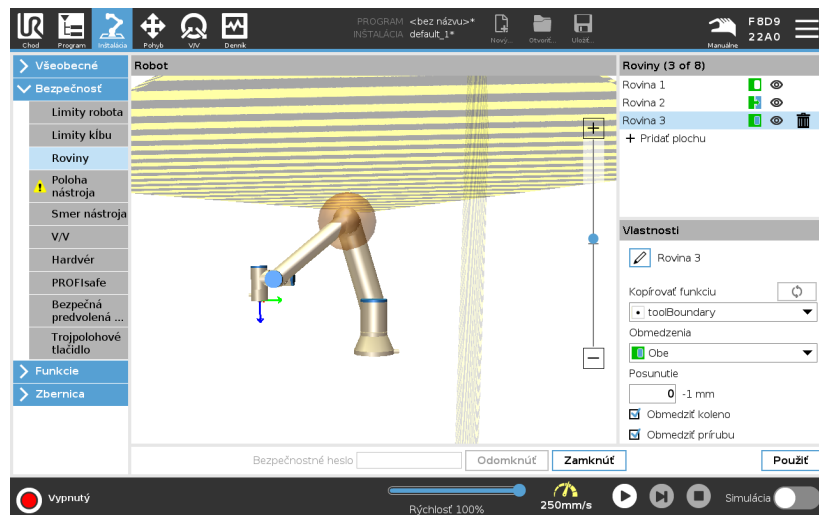 UR
PROGRAM <bez názvu>*
INŠTALÁCIA default_1*
F8D9
22A0
Chod
Program
Inštalácia
Pohyb
V/V
Denník
Nový...
Otvoriť...
Uložiť...
Manuálne
Všeobecné
Bezpečnosť
Limity robota
Limity kĺbu
Roviny
Poloha
nástroja
Smer nástroja
V/V
Hardvér
PROFIsafe
Bezpečná
predvolená ...
Trojpolohové
tlačidlo
Funkcie
Zbernica
Robot
Roviny (3 of 8)
Rovina 1
Rovina 2
Rovina 3
+ Pridať plochu
Vlastnosti
Rovina 3
Kopírovať funkciu
toolBoundary
Obmedzenia
Obe
Posunutie
0 -1 mm
Obmedziť koleno
Obmedziť prírubu
Bezpečnostné heslo
Odomknúť
Zamknúť
Použiť
Vypnutý
Rýchlosť 100%
250mm/s
Simulácia